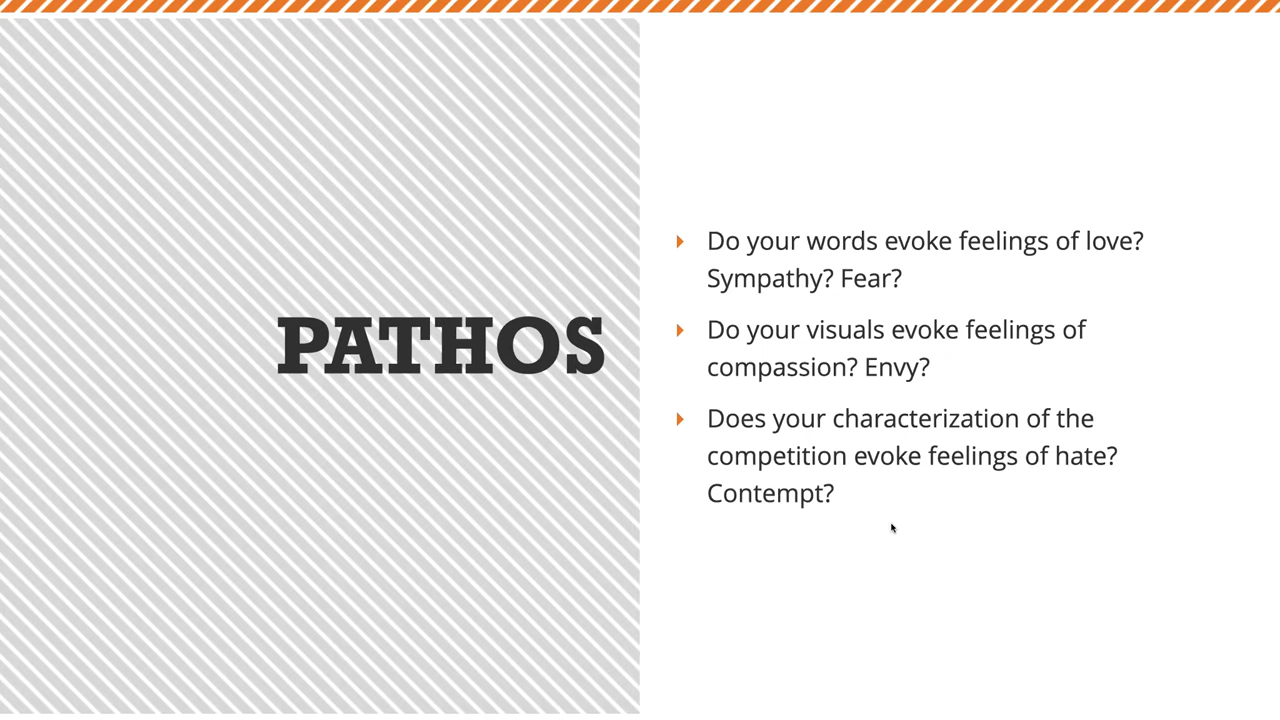 PATHOS
Do your words evoke feelings of love?
Sympathy? Fear?
Do your visuals evoke feelings of
compassion? Envy?
Does your characterization of the
competition evoke feelings of hate?
Contempt?